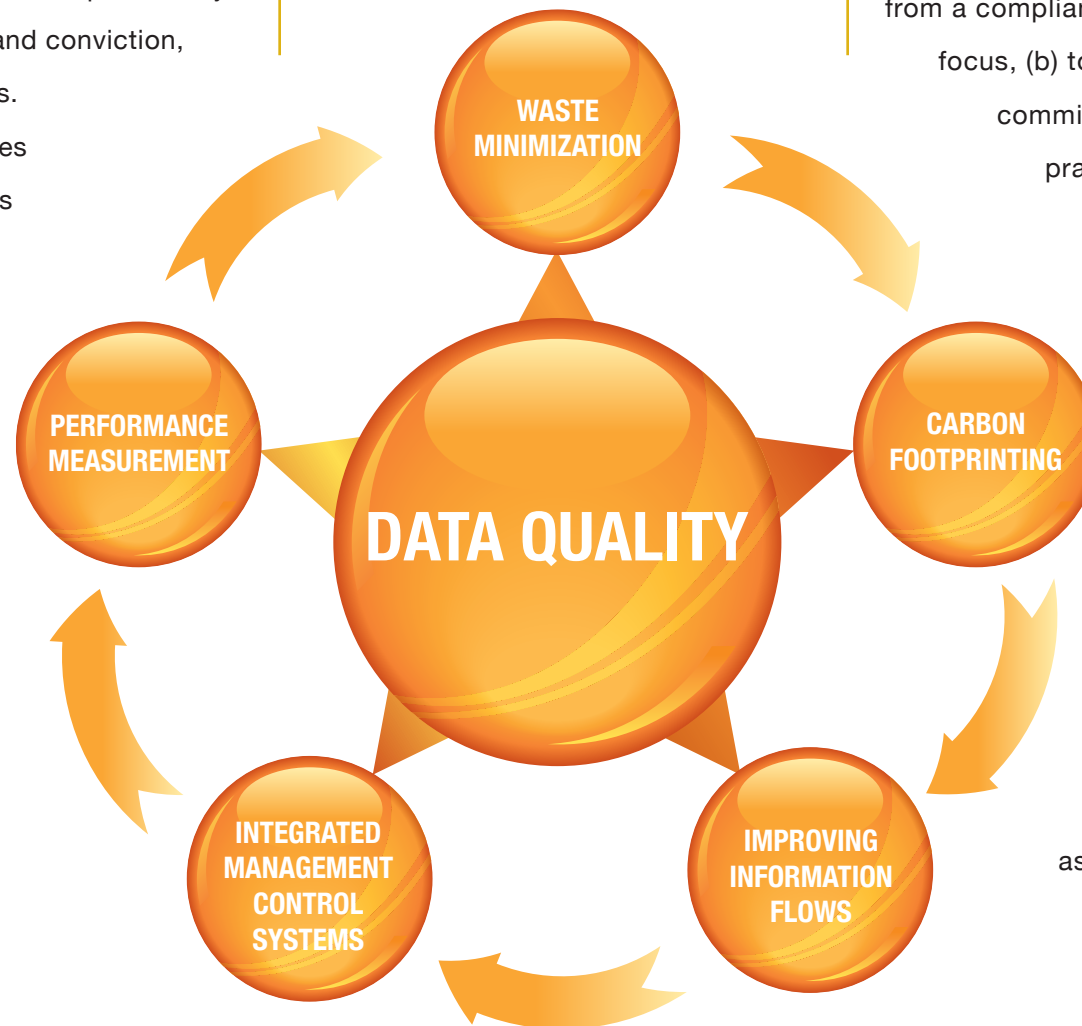 and conviction,
s.
es
s
from a complian
focus, (b) to
commi
pra
WASTE
MINIMIZATION
PERFORMANCE
MEASUREMENT
CARBON
FOOTPRINTING
DATA QUALITY
INTEGRATED
MANAGEMENT
CONTROL
SYSTEMS
IMPROVING
INFORMATION
FLOWS
as